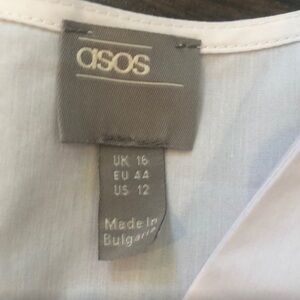 asos
UK 16
EU 44
US 12
Made in
Bulgaria